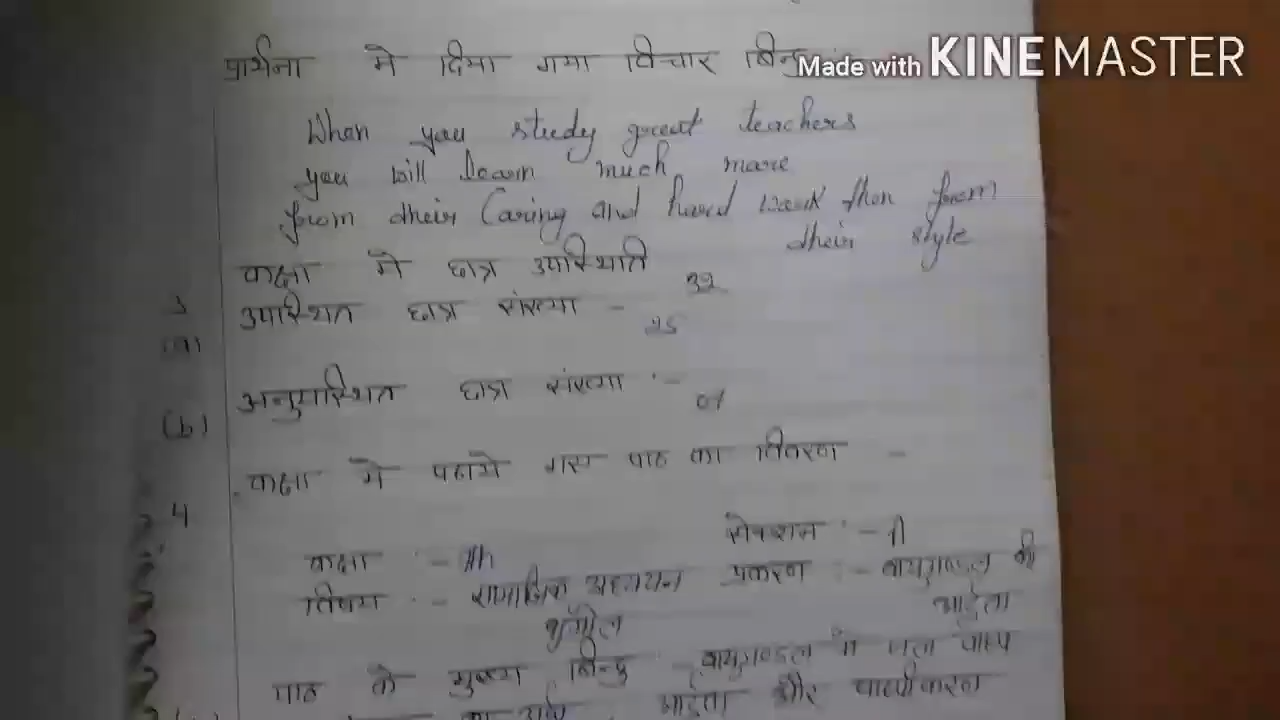 प्रार्थना मे दिया गया विचार बिन्दु
Made with KINEMASTER
When you study great teachers
you will learn much more
from their Caring and hard work than from
their style
कक्षा मे छात्र उपस्थिति
3
उपस्थित छात्र संख्या - 32
(a)
25
अनुपस्थित छात्र संख्या :-
(b)
07
कक्षा मे पढाये गए पाठ का विवरण -
4
सेक्शन :-
कक्षा :-
विषय :- सामाजिक अध्ययन प्रकरण :- वायुमण्डल की
भूगोल आर्द्रता
पाठ के मुख्य बिन्दु - वायुमण्डल मे जल वाष्प
का अर्थ, आर्द्रता और वाष्पीकरण